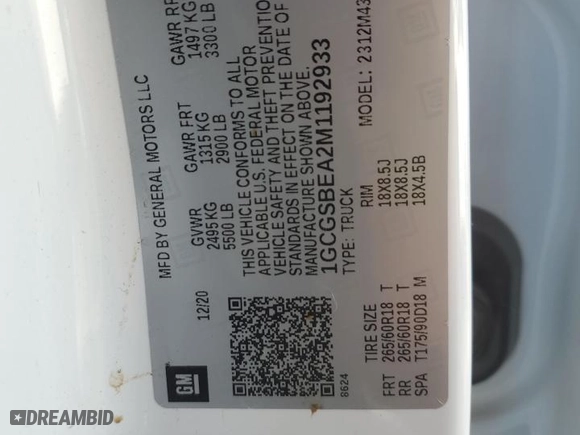 MFD BY GENERAL MOTORS LLC
12/20
GVWR
2495 KG
5500 LB
GAWR FRT
1315 KG
2900 LB
GAWR RR
1497 KG
3300 LB
THIS VEHICLE CONFORMS TO ALL
APPLICABLE U.S. FEDERAL MOTOR
VEHICLE SAFETY AND THEFT PREVENTION
STANDARDS IN EFFECT ON THE DATE OF
MANUFACTURE SHOWN ABOVE.
1GCGSBEA2M1192933
TYPE: TRUCK
MODEL: 2312M43
GM
8624
TIRE SIZE RIM
FRT 265/60R18 T 18X8.5J
RR 265/60R18 T 18X8.5J
SPA T175/90D18 M 18X4.5B
DREAMBID